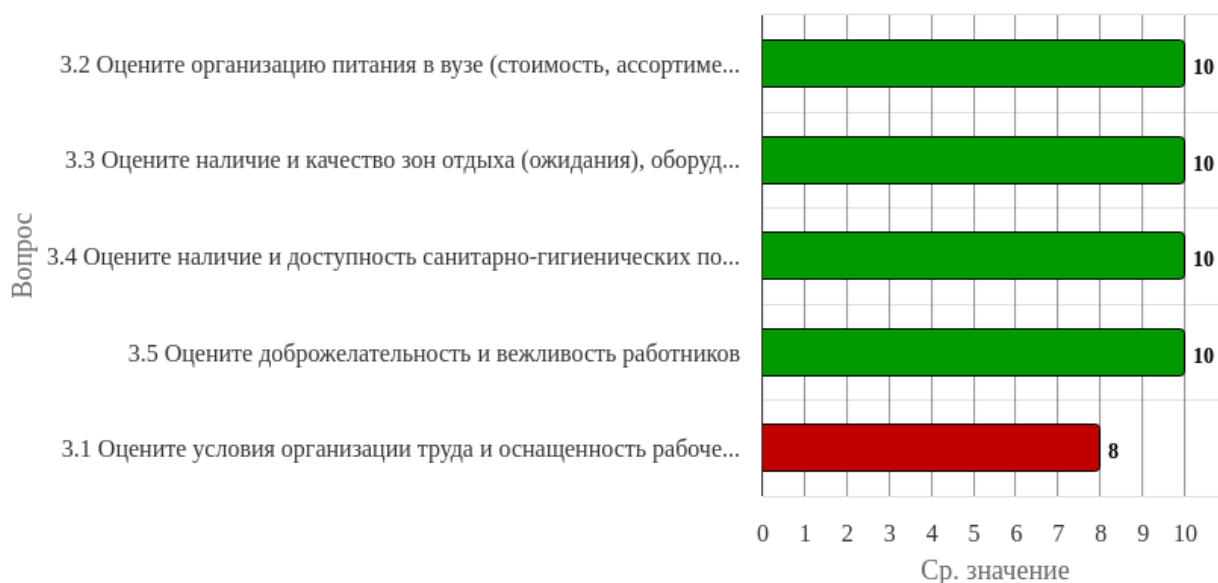 3.2 Оцените организацию питания в вузе (стоимость, ассортиме...
10
3.3 Оцените наличие и качество зон отдыха (ожидания), оборуд...
10
3.4 Оцените наличие и доступность санитарно-гигиенических по...
10
3.5 Оцените доброжелательность и вежливость работников
10
3.1 Оцените условия организации труда и оснащенность рабоче...
8
Вопрос
0 1 2 3 4 5 6 7 8 9 10
Ср. значение